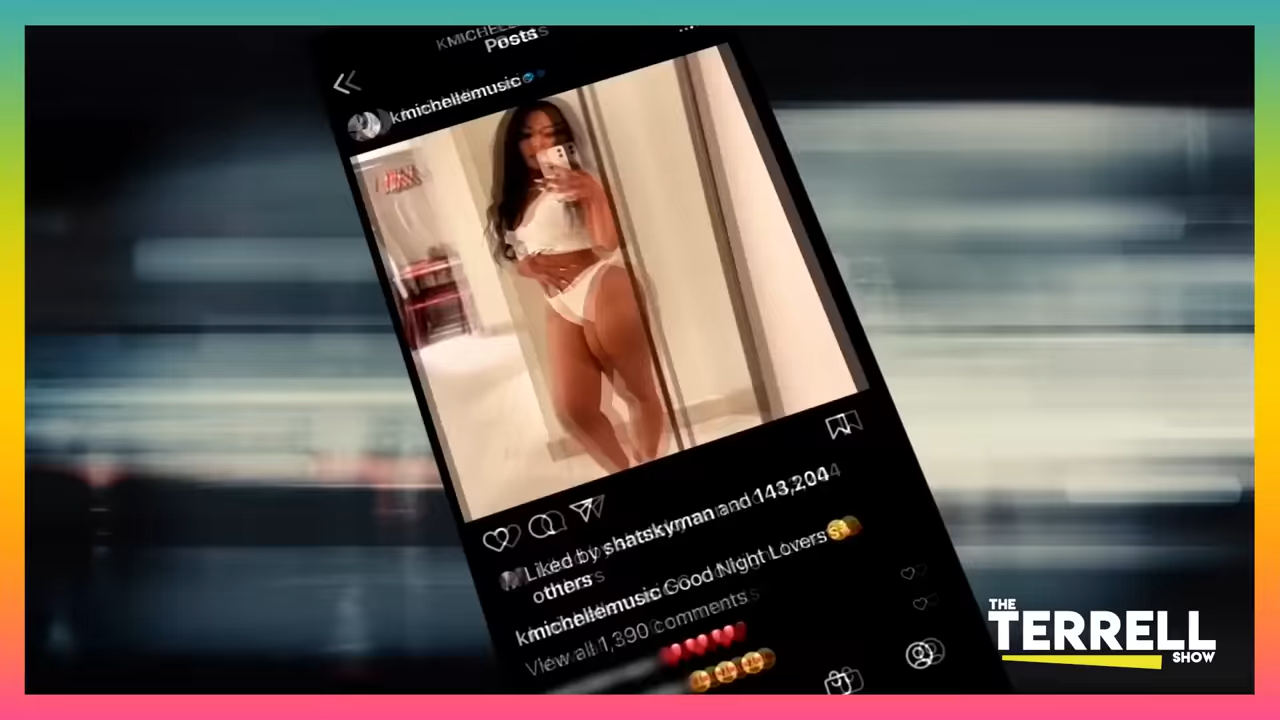 KMICHELLE
Posts
kmichellemusic
Liked by shatskyman and 143,204
others
kmichellemusic Good Night Lovers
View all 1,390 comments
THE
TERRELL
SHOW